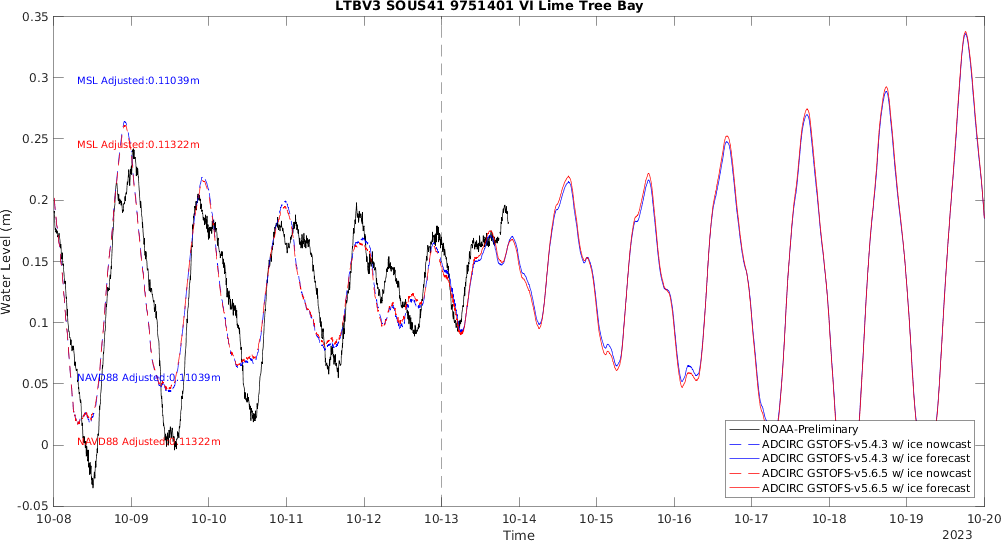 LTBV3 SOUS41 9751401 VI Lime Tree Bay
0.35
0.3
0.25
0.2
0.15
0.1
0.05
0
-0.05
Water Level (m)
MSL Adjusted:0.11039m
MSL Adjusted:0.11322m
NAVD88 Adjusted:0.11039m
NAVD88 Adjusted:0.11322m
NOAA-Preliminary
ADCIRC GSTOFS-v5.4.3 w/ ice nowcast
ADCIRC GSTOFS-v5.4.3 w/ ice forecast
ADCIRC GSTOFS-v5.6.5 w/ ice nowcast
ADCIRC GSTOFS-v5.6.5 w/ ice forecast
10-08 10-09 10-10 10-11 10-12 10-13 10-14 10-15 10-16 10-17 10-18 10-19 10-20
Time
2023